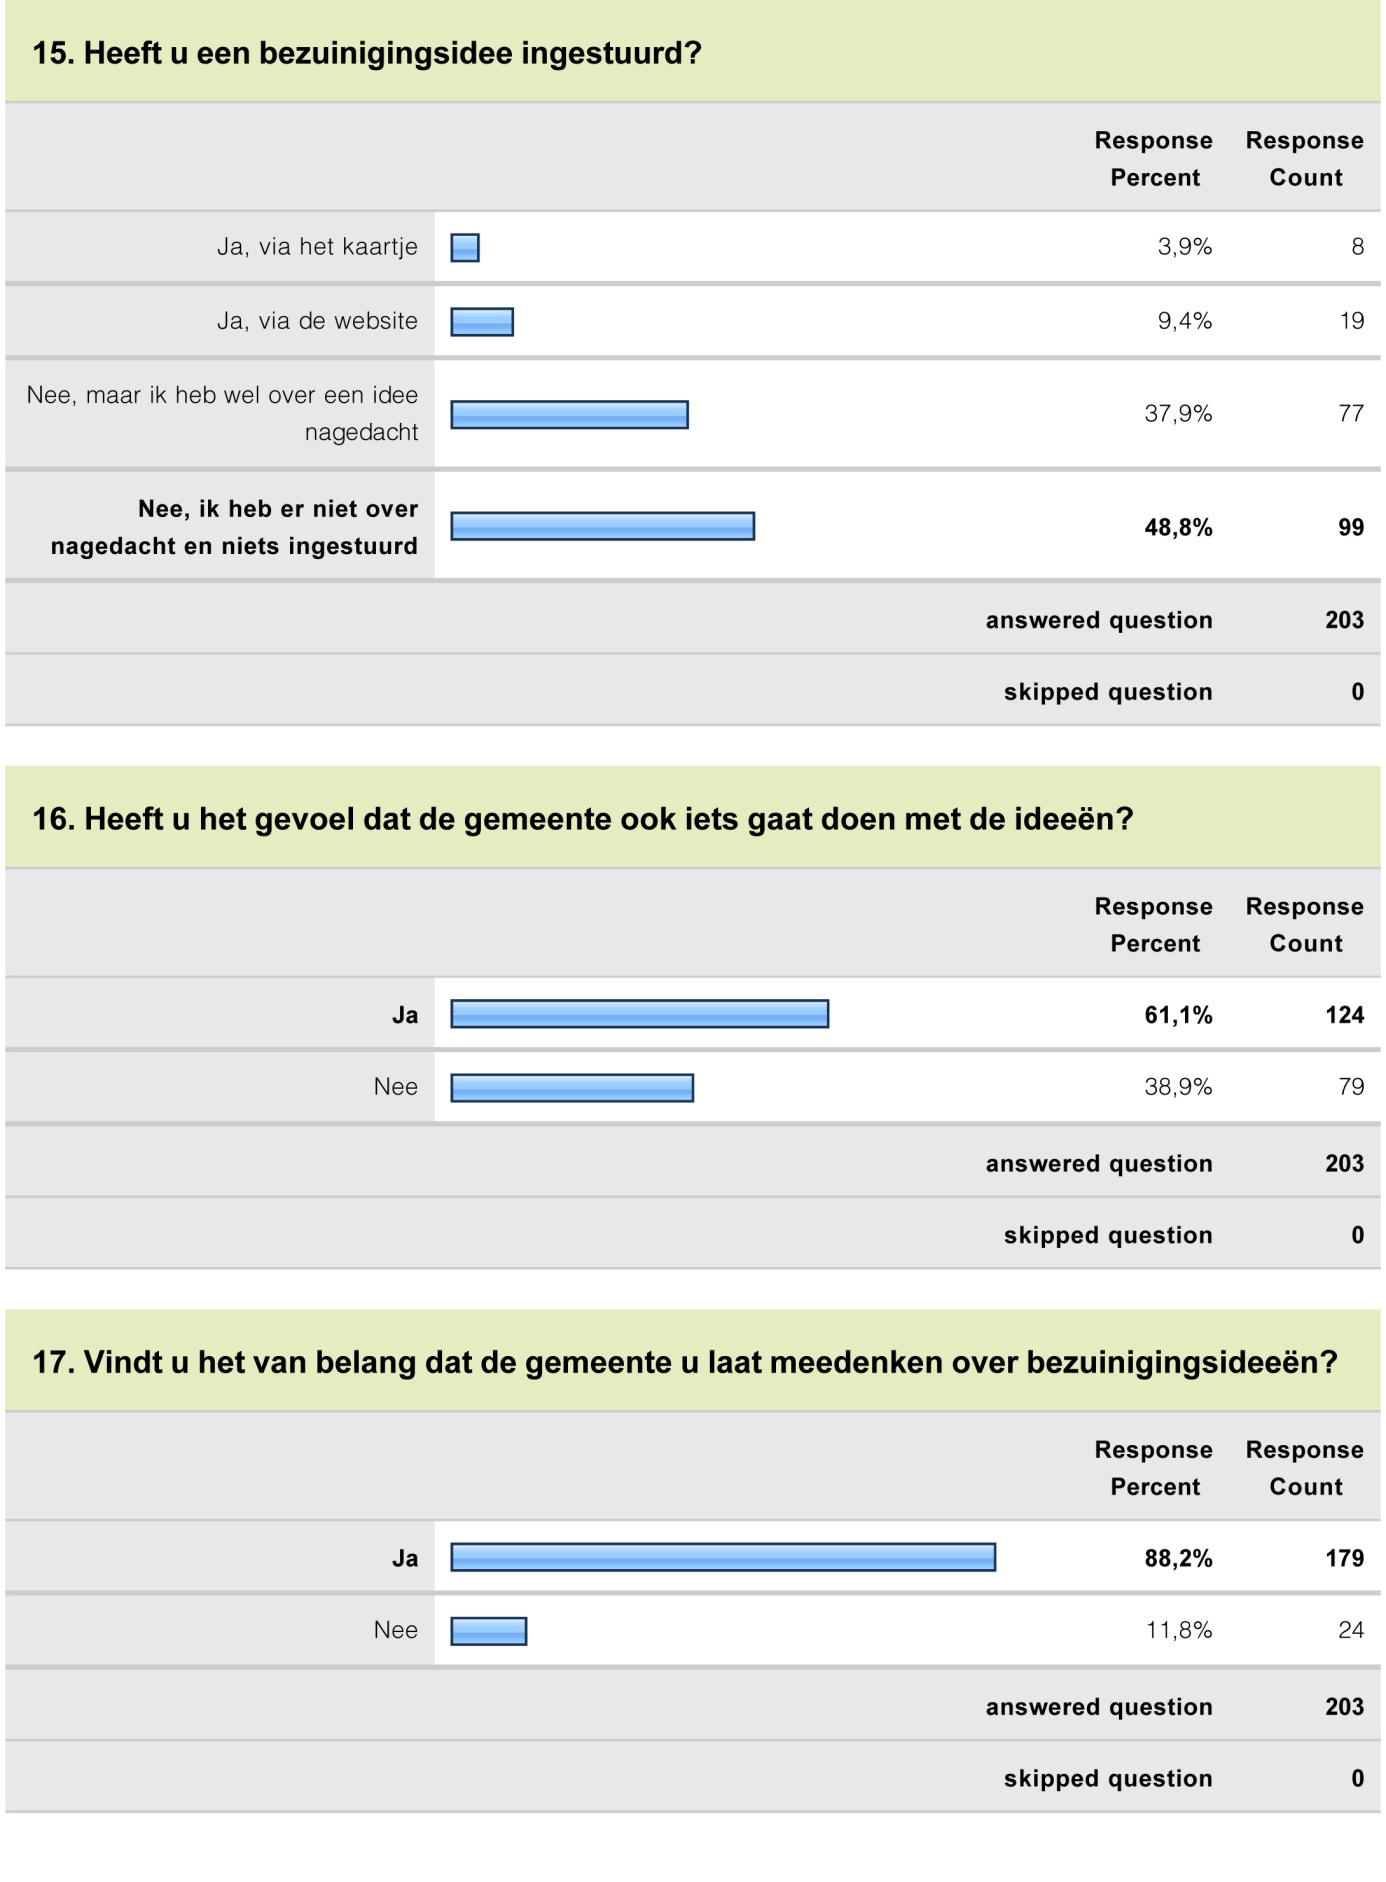 15. Heeft u een bezuinigingsidee ingestuurd?
Response Response
Percent Count
Ja, via het kaartje 3,9% 8
Ja, via de website 9,4% 19
Nee, maar ik heb wel over een idee
nagedacht 37,9% 77
Nee, ik heb er niet over
nagedacht en niets ingestuurd 48,8% 99
answered question 203
skipped question 0
16. Heeft u het gevoel dat de gemeente ook iets gaat doen met de ideeën?
Response Response
Percent Count
Ja 61,1% 124
Nee 38,9% 79
answered question 203
skipped question 0
17. Vindt u het van belang dat de gemeente u laat meedenken over bezuinigingsideeën?
Response Response
Percent Count
Ja 88,2% 179
Nee 11,8% 24
answered question 203
skipped question 0